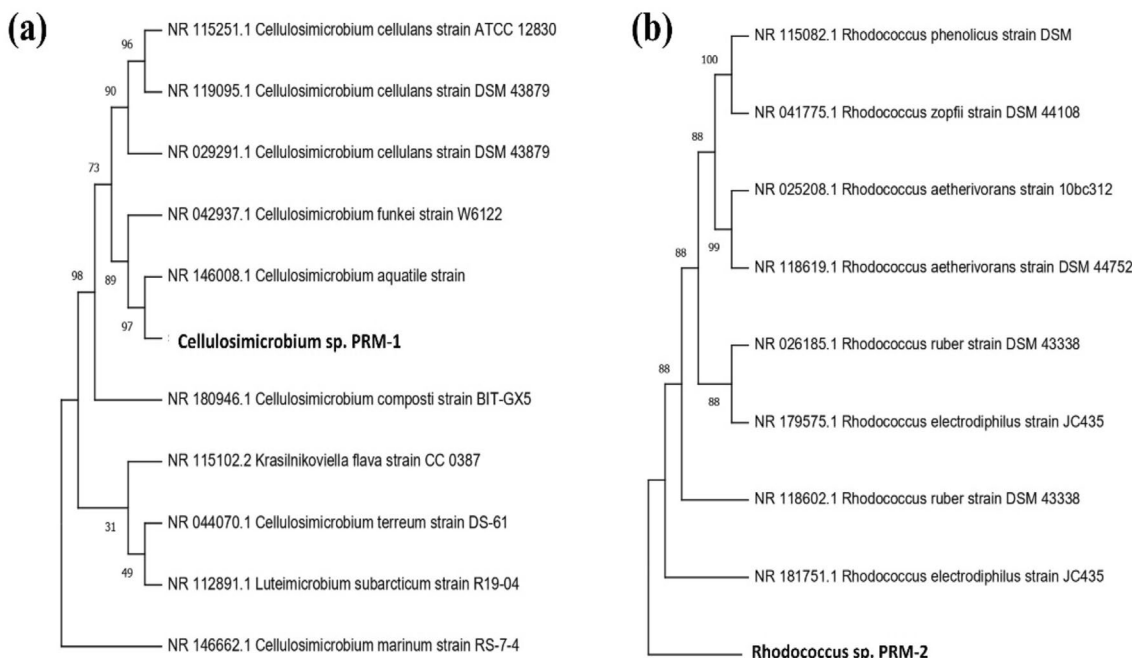 (a)
NR 115251.1 Cellulosimicrobium cellulans strain ATCC 12830
96
NR 119095.1 Cellulosimicrobium cellulans strain DSM 43879
90
NR 029291.1 Cellulosimicrobium cellulans strain DSM 43879
73
NR 042937.1 Cellulosimicrobium funkei strain W6122
98
89
NR 146008.1 Cellulosimicrobium aquatile strain
97
Cellulosimicrobium sp. PRM-1
NR 180946.1 Cellulosimicrobium composti strain BIT-GX5
NR 115102.2 Krasilnikoviella flava strain CC 0387
31
NR 044070.1 Cellulosimicrobium terreum strain DS-61
49
NR 112891.1 Luteimicrobium subarcticum strain R19-04
NR 146662.1 Cellulosimicrobium marinum strain RS-7-4
(b)
NR 115082.1 Rhodococcus phenolicus strain DSM
100
NR 041775.1 Rhodococcus zopfii strain DSM 44108
88
NR 025208.1 Rhodococcus aetherivorans strain 10bc312
99
88
NR 118619.1 Rhodococcus aetherivorans strain DSM 44752
NR 026185.1 Rhodococcus ruber strain DSM 43338
88
88
NR 179575.1 Rhodococcus electrodiphilus strain JC435
NR 118602.1 Rhodococcus ruber strain DSM 43338
NR 181751.1 Rhodococcus electrodiphilus strain JC435
Rhodococcus sp. PRM-2